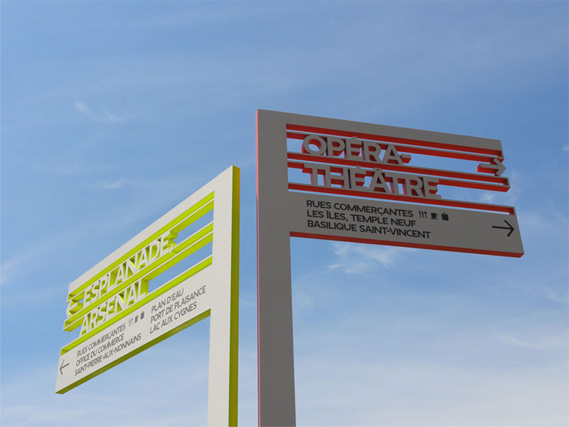 OPÉRA-
THÉÂTRE
RUES COMMERÇANTES
LES ÎLES, TEMPLE NEUF
BASILIQUE SAINT-VINCENT
ESPLANADE
ARSENAL
RUES COMMERÇANTES
OFFICE DU COMMERCE
SAINT-PIERRE-AUX-NONNAINS
PLAN D'EAU
PORT DE PLAISANCE
LAC AUX CYGNES